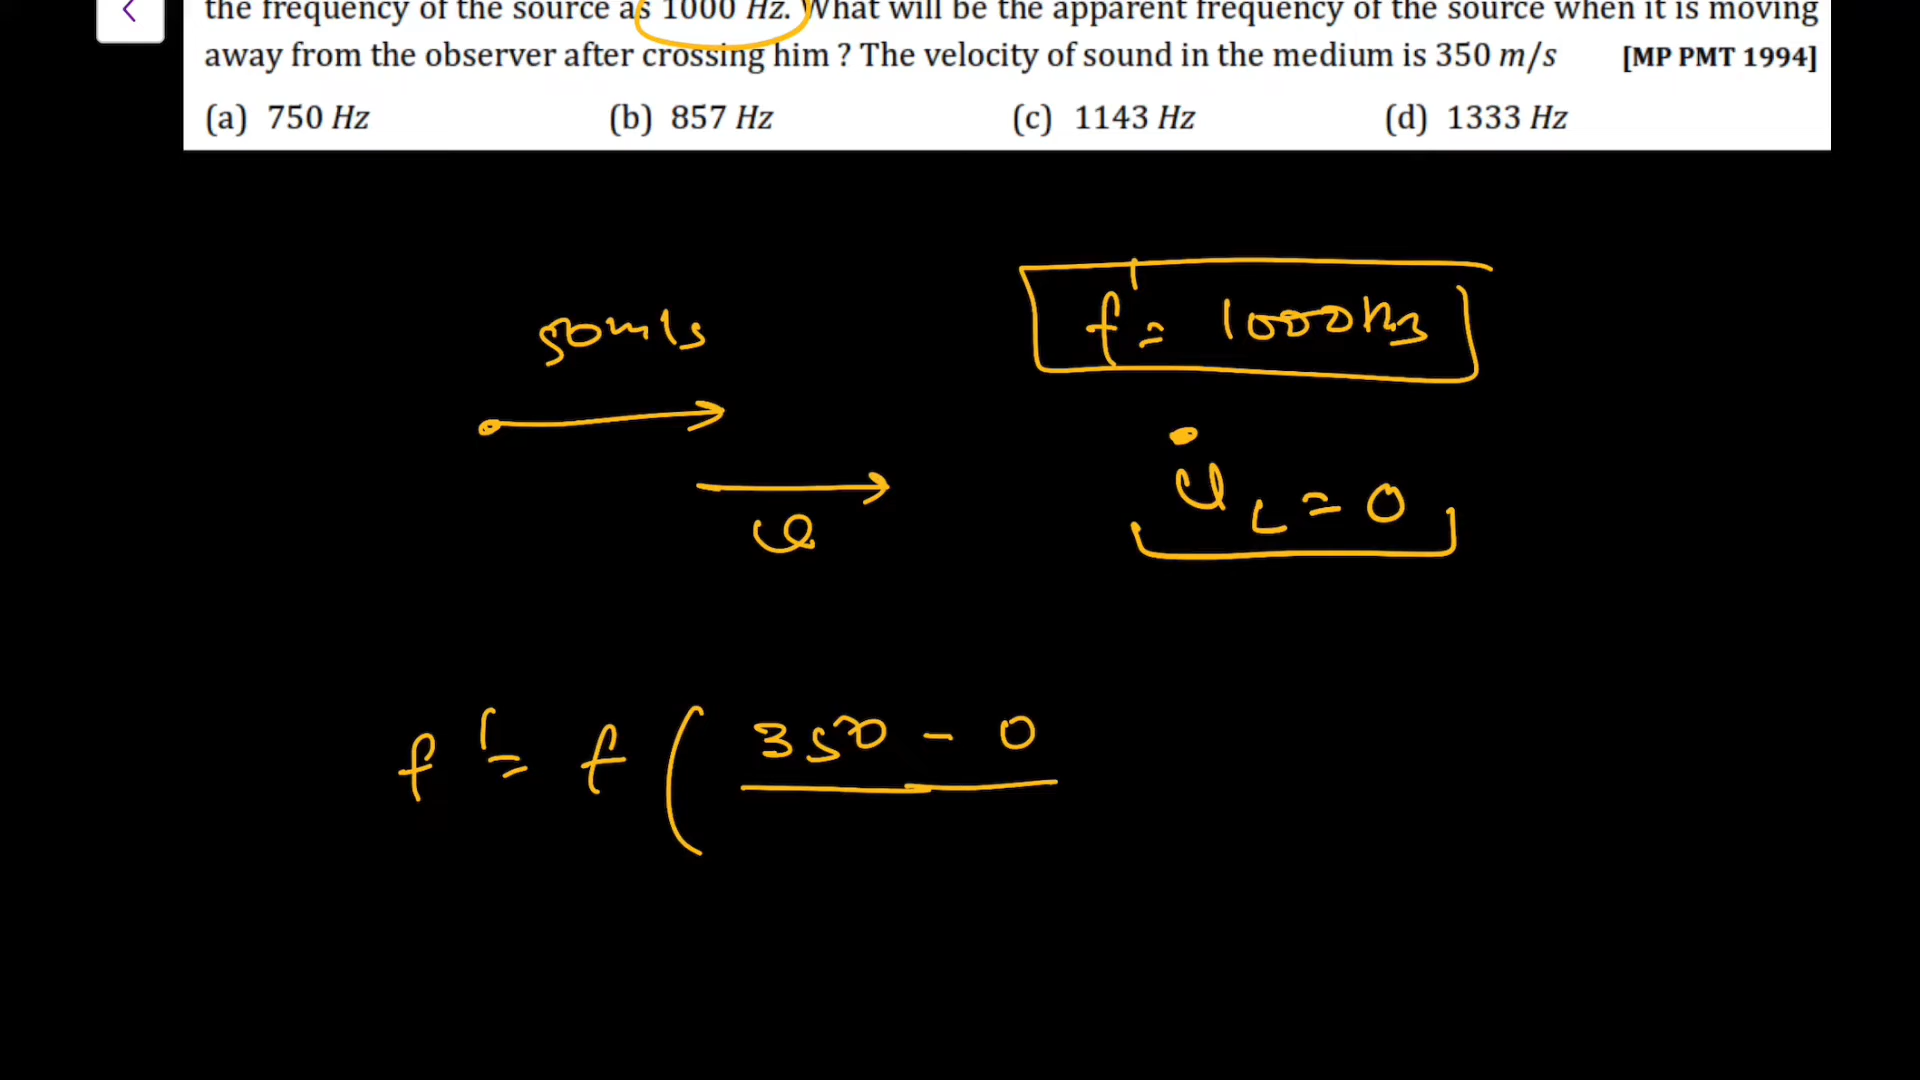 the frequency of the source as 1000 Hz. What will be the apparent frequency of the source when it is moving
away from the observer after crossing him ? The velocity of sound in the medium is 350 m/s [MP PMT 1994]
(a) 750 Hz (b) 857 Hz (c) 1143 Hz (d) 1333 Hz
f' = 1000Hz
50m/s
v
v_L = 0
f' = f ( 350 - 0